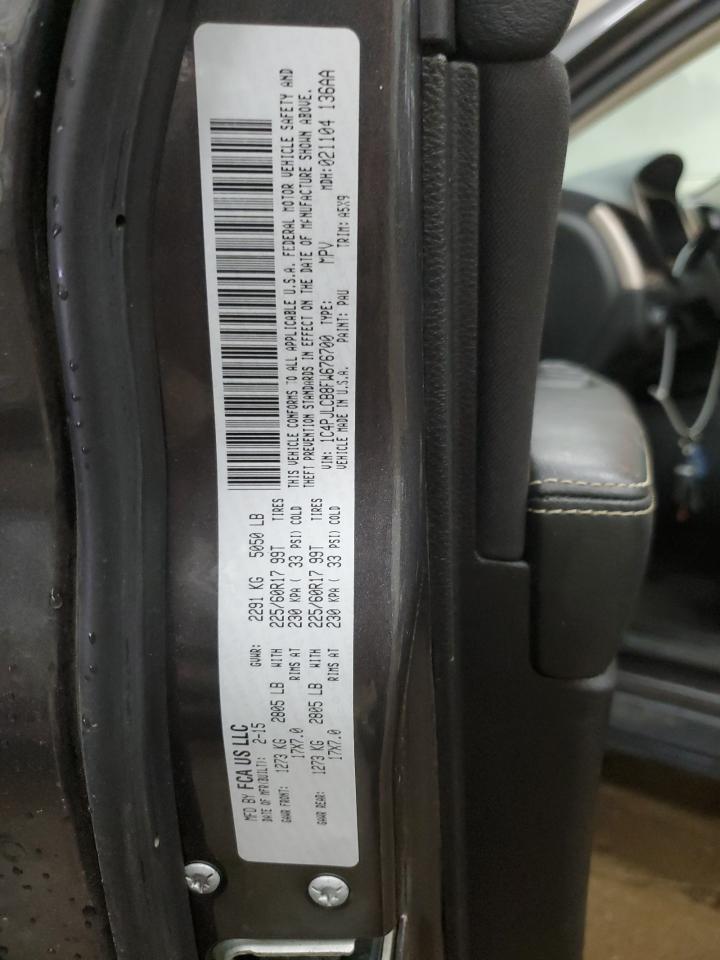 MFD BY FCA US LLC
DATE OF MFR(BUILT): 2-15 GVWR: 2291 KG 5050 LB
GAWR FRONT: 1273 KG 2805 LB WITH 225/60R17 99T TIRES
17X7.0 RIMS AT 230 KPA ( 33 PSI) COLD
GAWR REAR: 1273 KG 2805 LB WITH 225/60R17 99T TIRES
17X7.0 RIMS AT 230 KPA ( 33 PSI) COLD
THIS VEHICLE CONFORMS TO ALL APPLICABLE U.S.A. FEDERAL MOTOR VEHICLE SAFETY AND
THEFT PREVENTION STANDARDS IN EFFECT ON THE DATE OF MANUFACTURE SHOWN ABOVE.
VIN: 1C4PJLCB8FW676700 TYPE: MPV MDH:021104 136AA
VEHICLE MADE IN U.S.A. PAINT: PAU TRIM: A5X9